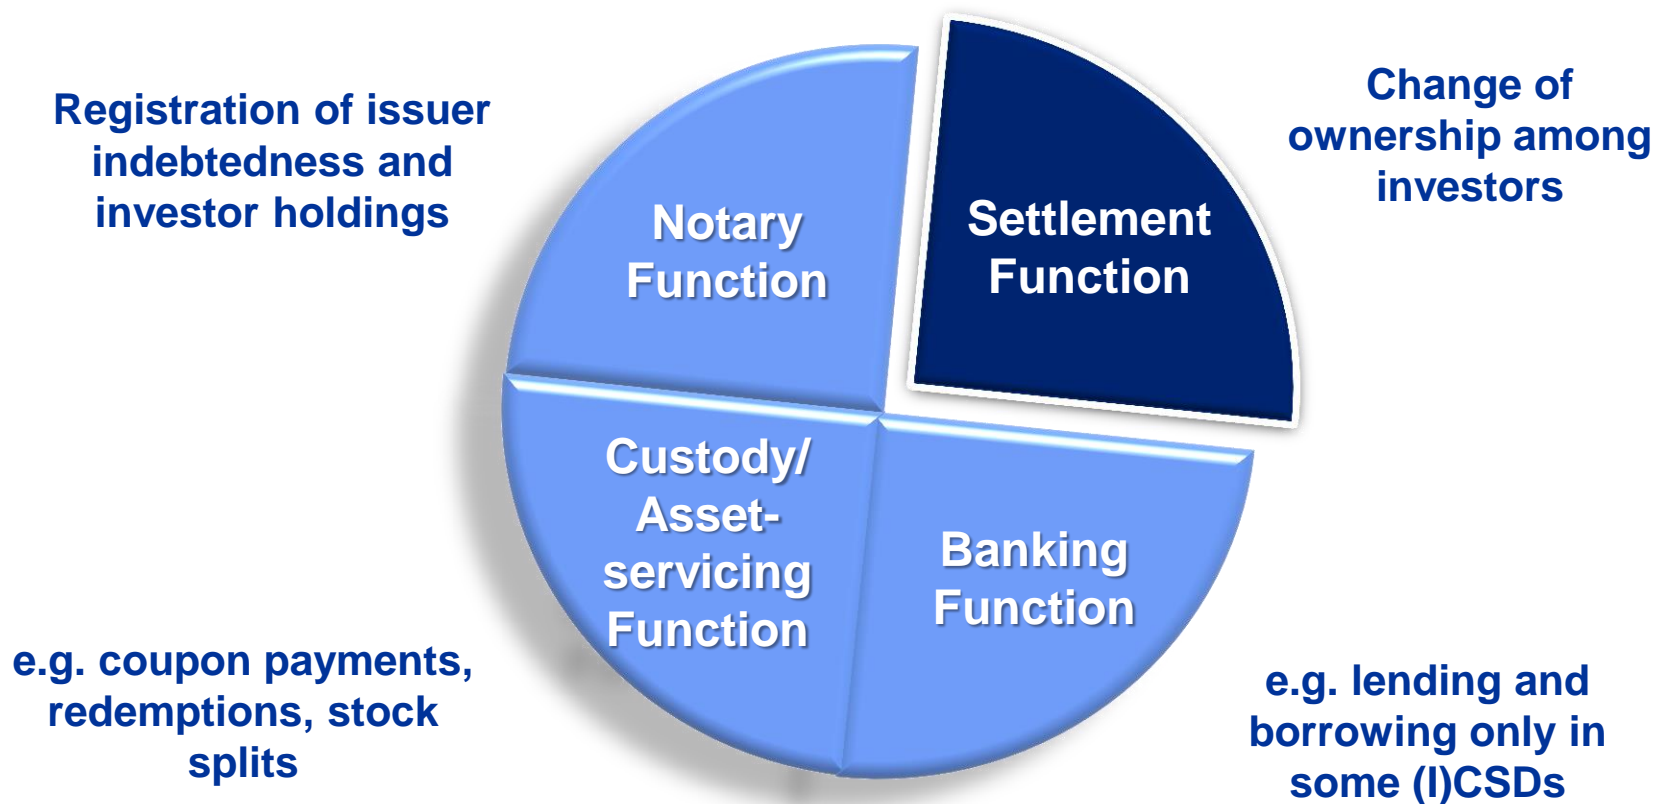 Registration of issuer
indebtedness and
investor holdings
Notary
Function
Settlement
Function
Change of
ownership among
investors
Custody/
Asset-
servicing
Function
Banking
Function
e.g. coupon payments,
redemptions, stock
splits
e.g. lending and
borrowing only in
some (I)CSDs